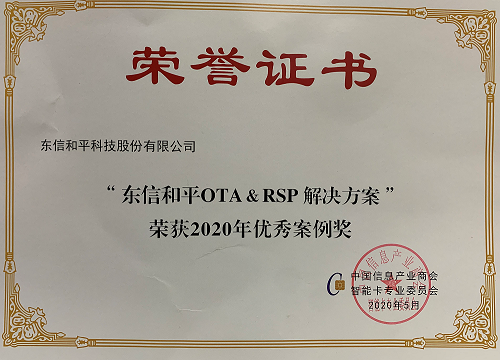 荣誉证书
东信和平科技股份有限公司
“东信和平OTA & RSP 解决方案”
荣获2020年优秀案例奖
中国信息产业商会
智能卡专业委员会
2020年5月